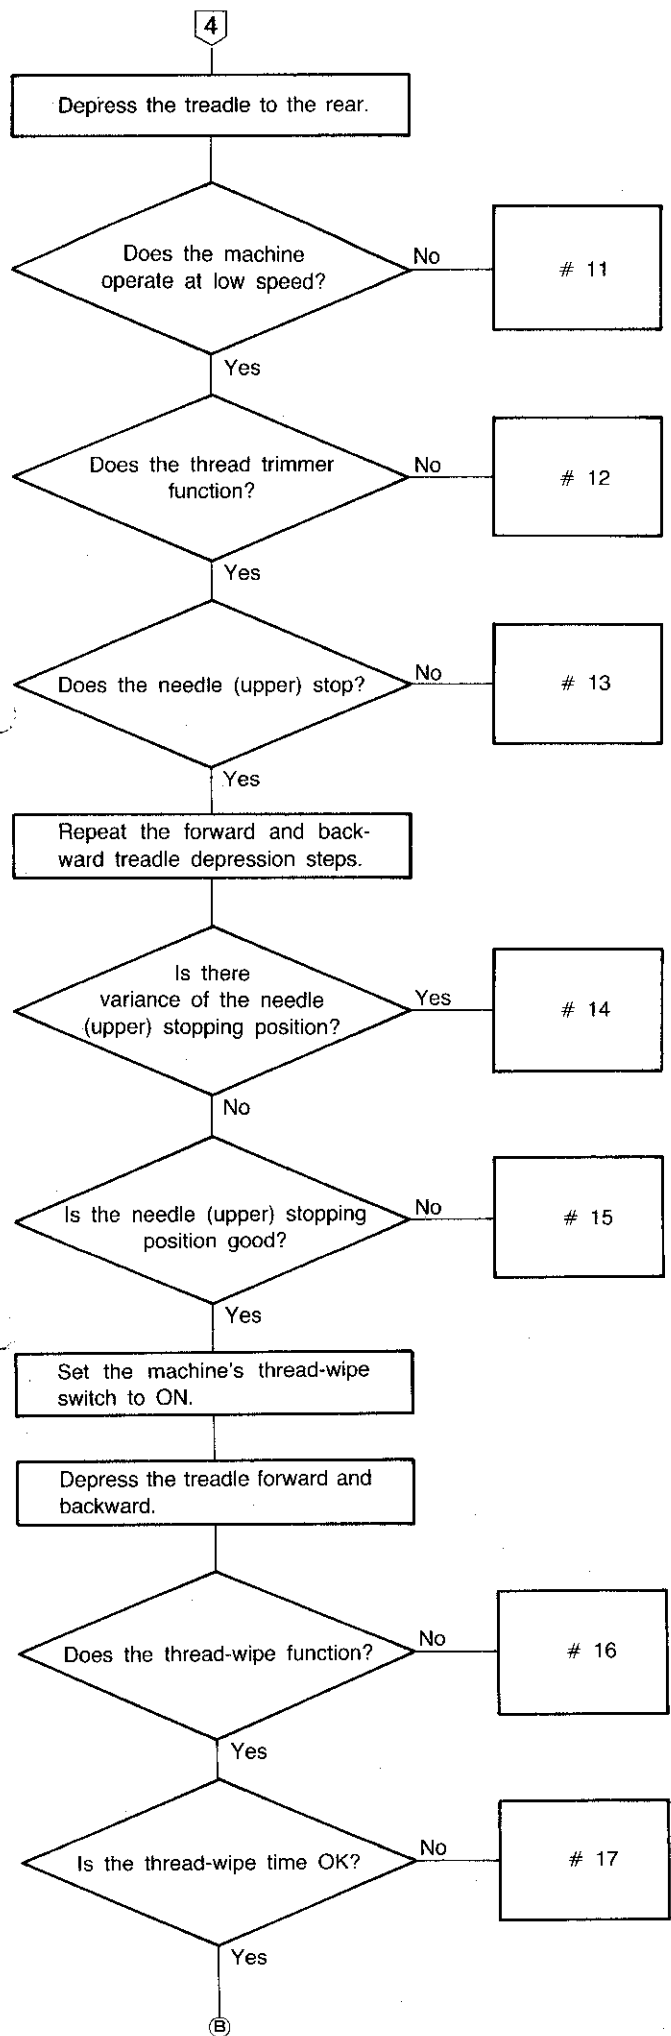 4
Depress the treadle to the rear.
Does the machine
operate at low speed?
No
# 11
Yes
Does the thread trimmer
function?
No
# 12
Yes
Does the needle (upper) stop?
No
# 13
Yes
Repeat the forward and back-
ward treadle depression steps.
Is there
variance of the needle
(upper) stopping position?
Yes
# 14
No
Is the needle (upper) stopping
position good?
No
# 15
Yes
Set the machine's thread-wipe
switch to ON.
Depress the treadle forward and
backward.
Does the thread-wipe function?
No
# 16
Yes
Is the thread-wipe time OK?
No
# 17
Yes
B